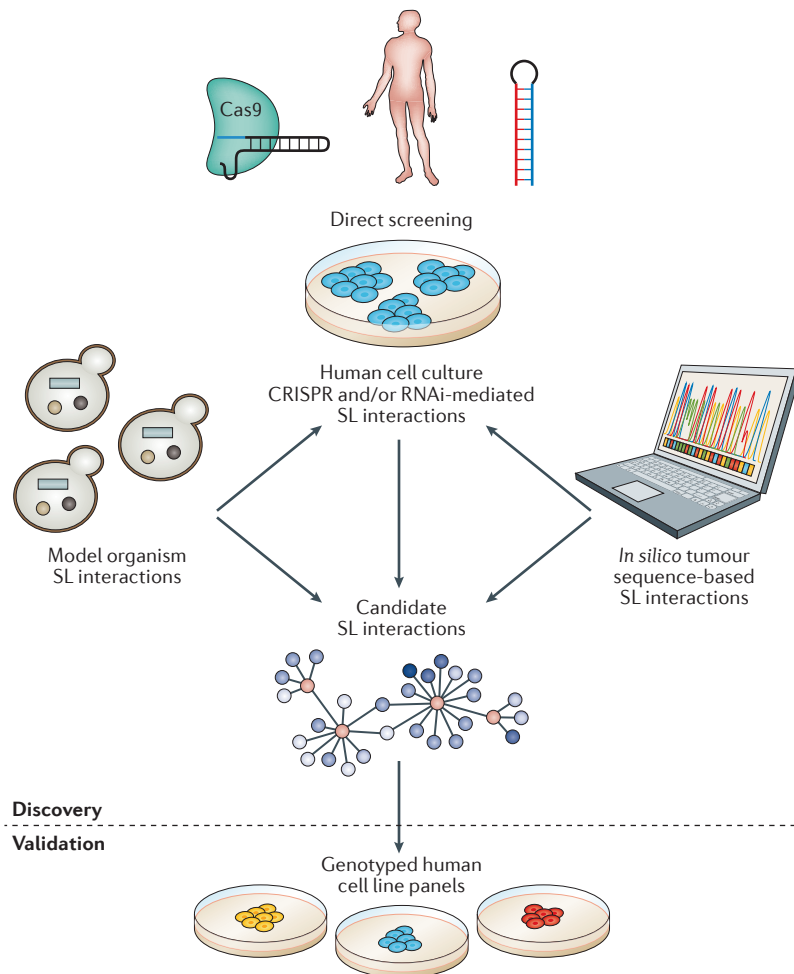 Cas9
Direct screening
Human cell culture
CRISPR and/or RNAi-mediated
SL interactions
Model organism
SL interactions
In silico tumour
sequence-based
SL interactions
Candidate
SL interactions
Discovery
Validation
Genotyped human
cell line panels